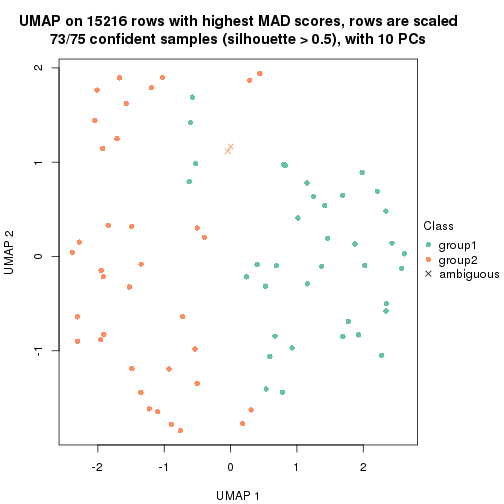 UMAP on 15216 rows with highest MAD scores, rows are scaled
73/75 confident samples (silhouette > 0.5), with 10 PCs
2
1
0
-1
UMAP 2
-2
-1
0
1
2
UMAP 1
Class
group1
group2
ambiguous